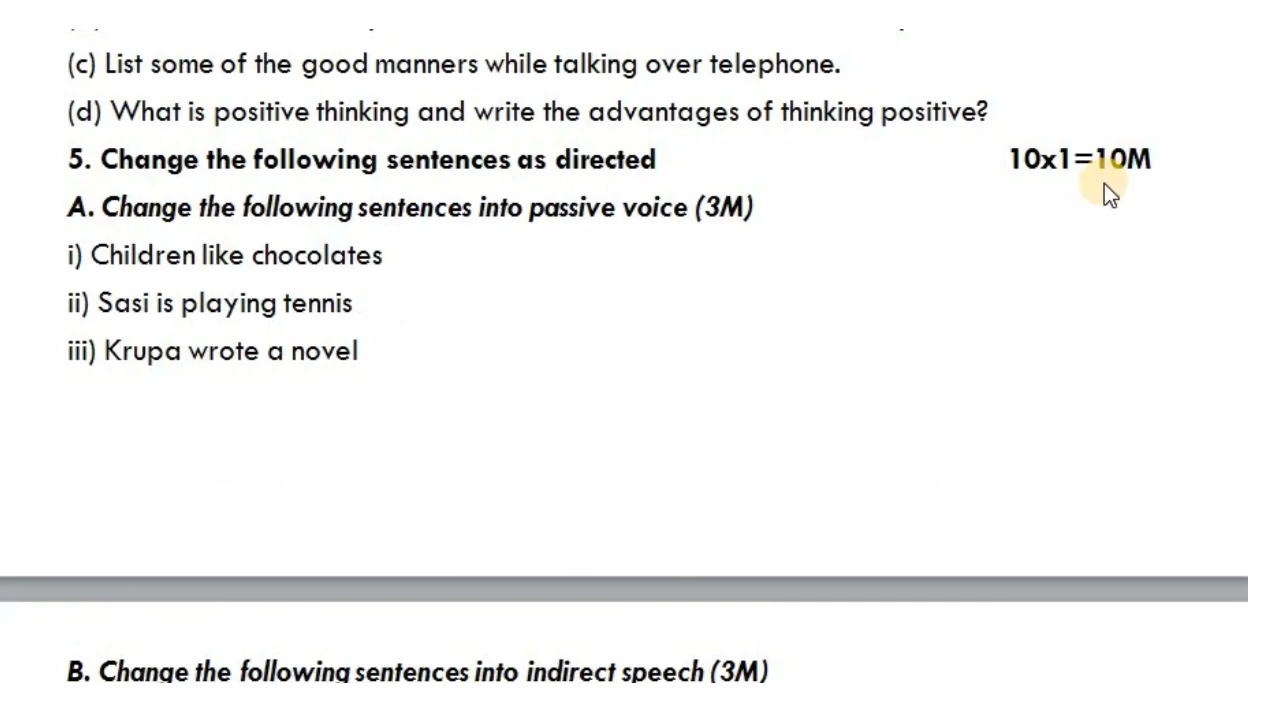 (c) List some of the good manners while talking over telephone.
(d) What is positive thinking and write the advantages of thinking positive?
5. Change the following sentences as directed 10x1=10M
A. Change the following sentences into passive voice (3M)
i) Children like chocolates
ii) Sasi is playing tennis
iii) Krupa wrote a novel
B. Change the following sentences into indirect speech (3M)